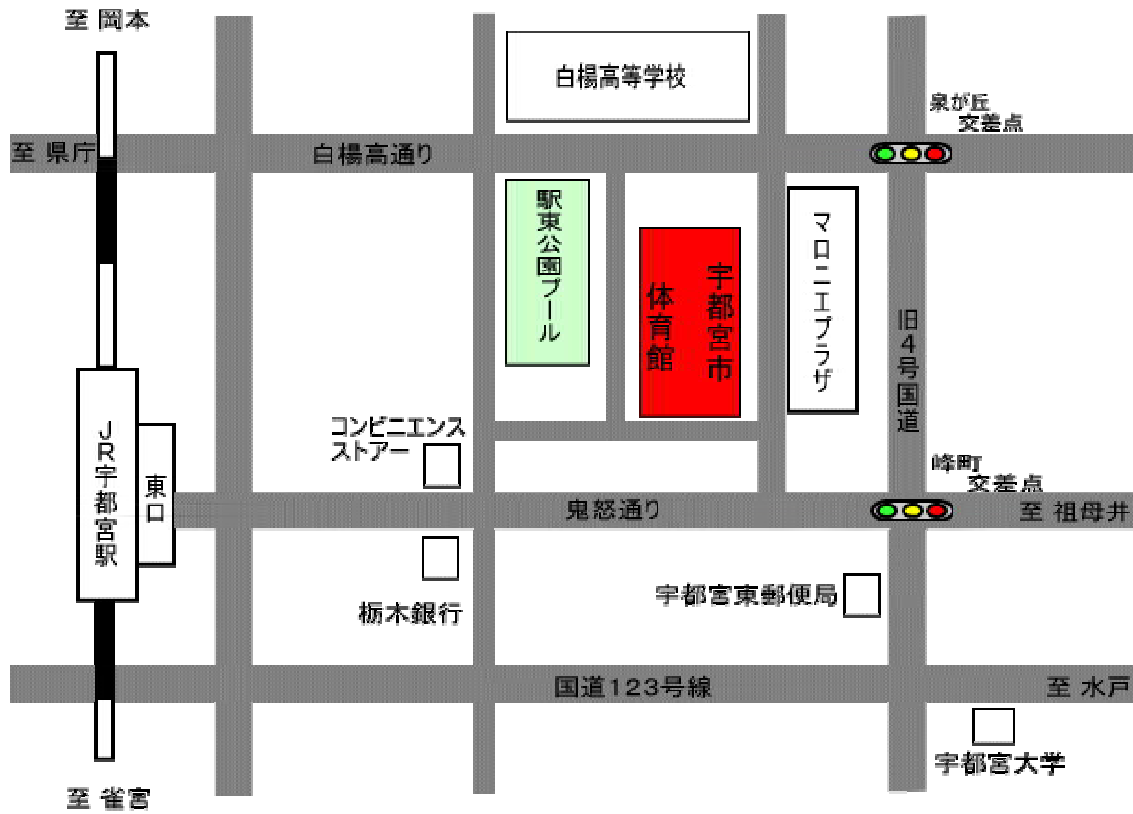 至 岡本
白楊高等学校
泉が丘
交差点
至 県庁
白楊高通り
駅東公園プール
宇都宮市
体育館
マロニエプラザ
旧4号国道
コンビニエンス
ストアー
JR宇都宮駅
東口
峰町
交差点
鬼怒通り
至 祖母井
栃木銀行
宇都宮東郵便局
国道123号線
至 水戸
宇都宮大学
至 雀宮